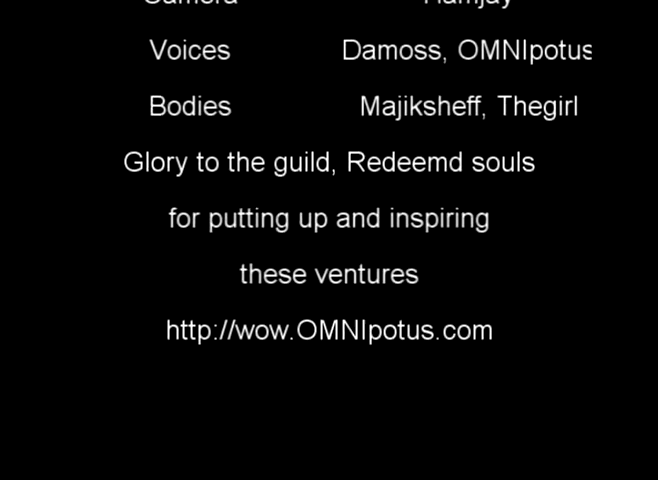 Voices Damoss, OMNIpotus
Bodies Majiksheff, Thegirl
Glory to the guild, Redeemd souls
for putting up and inspiring
these ventures
http://wow.OMNIpotus.com